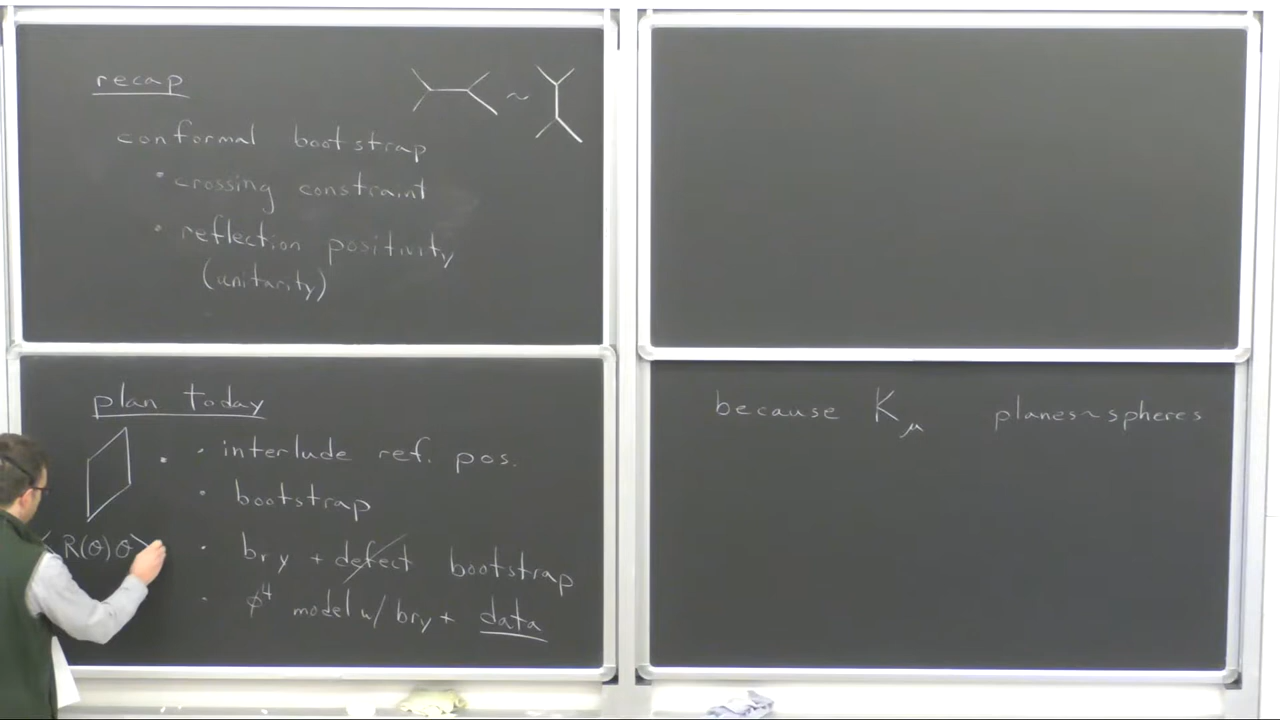 recap
~
conformal bootstrap
• crossing constraint
• reflection positivity
(unitarity)
plan today
• interlude ref. pos.
• bootstrap
⟨R(θ)θ⟩
• bry + defect bootstrap
• φ⁴ model w/ bry + data
because K_μ planes~spheres